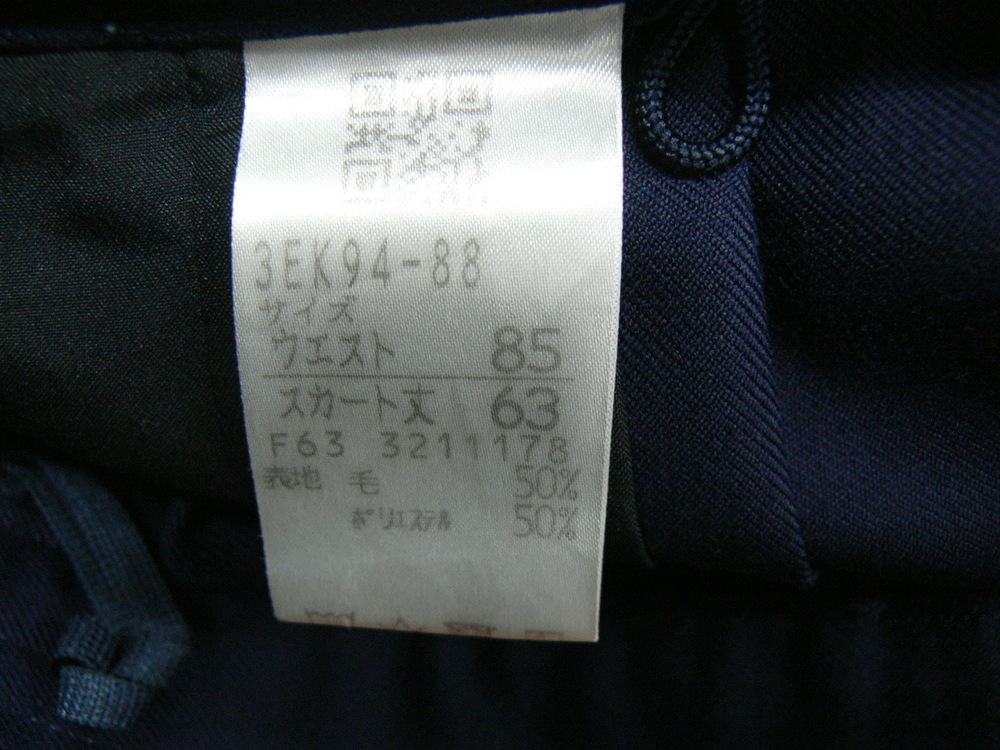 3EK94-88
サイズ
ウエスト 85
スカート丈 63
F63 3211178
表地 毛 50%
ポリエステル 50%